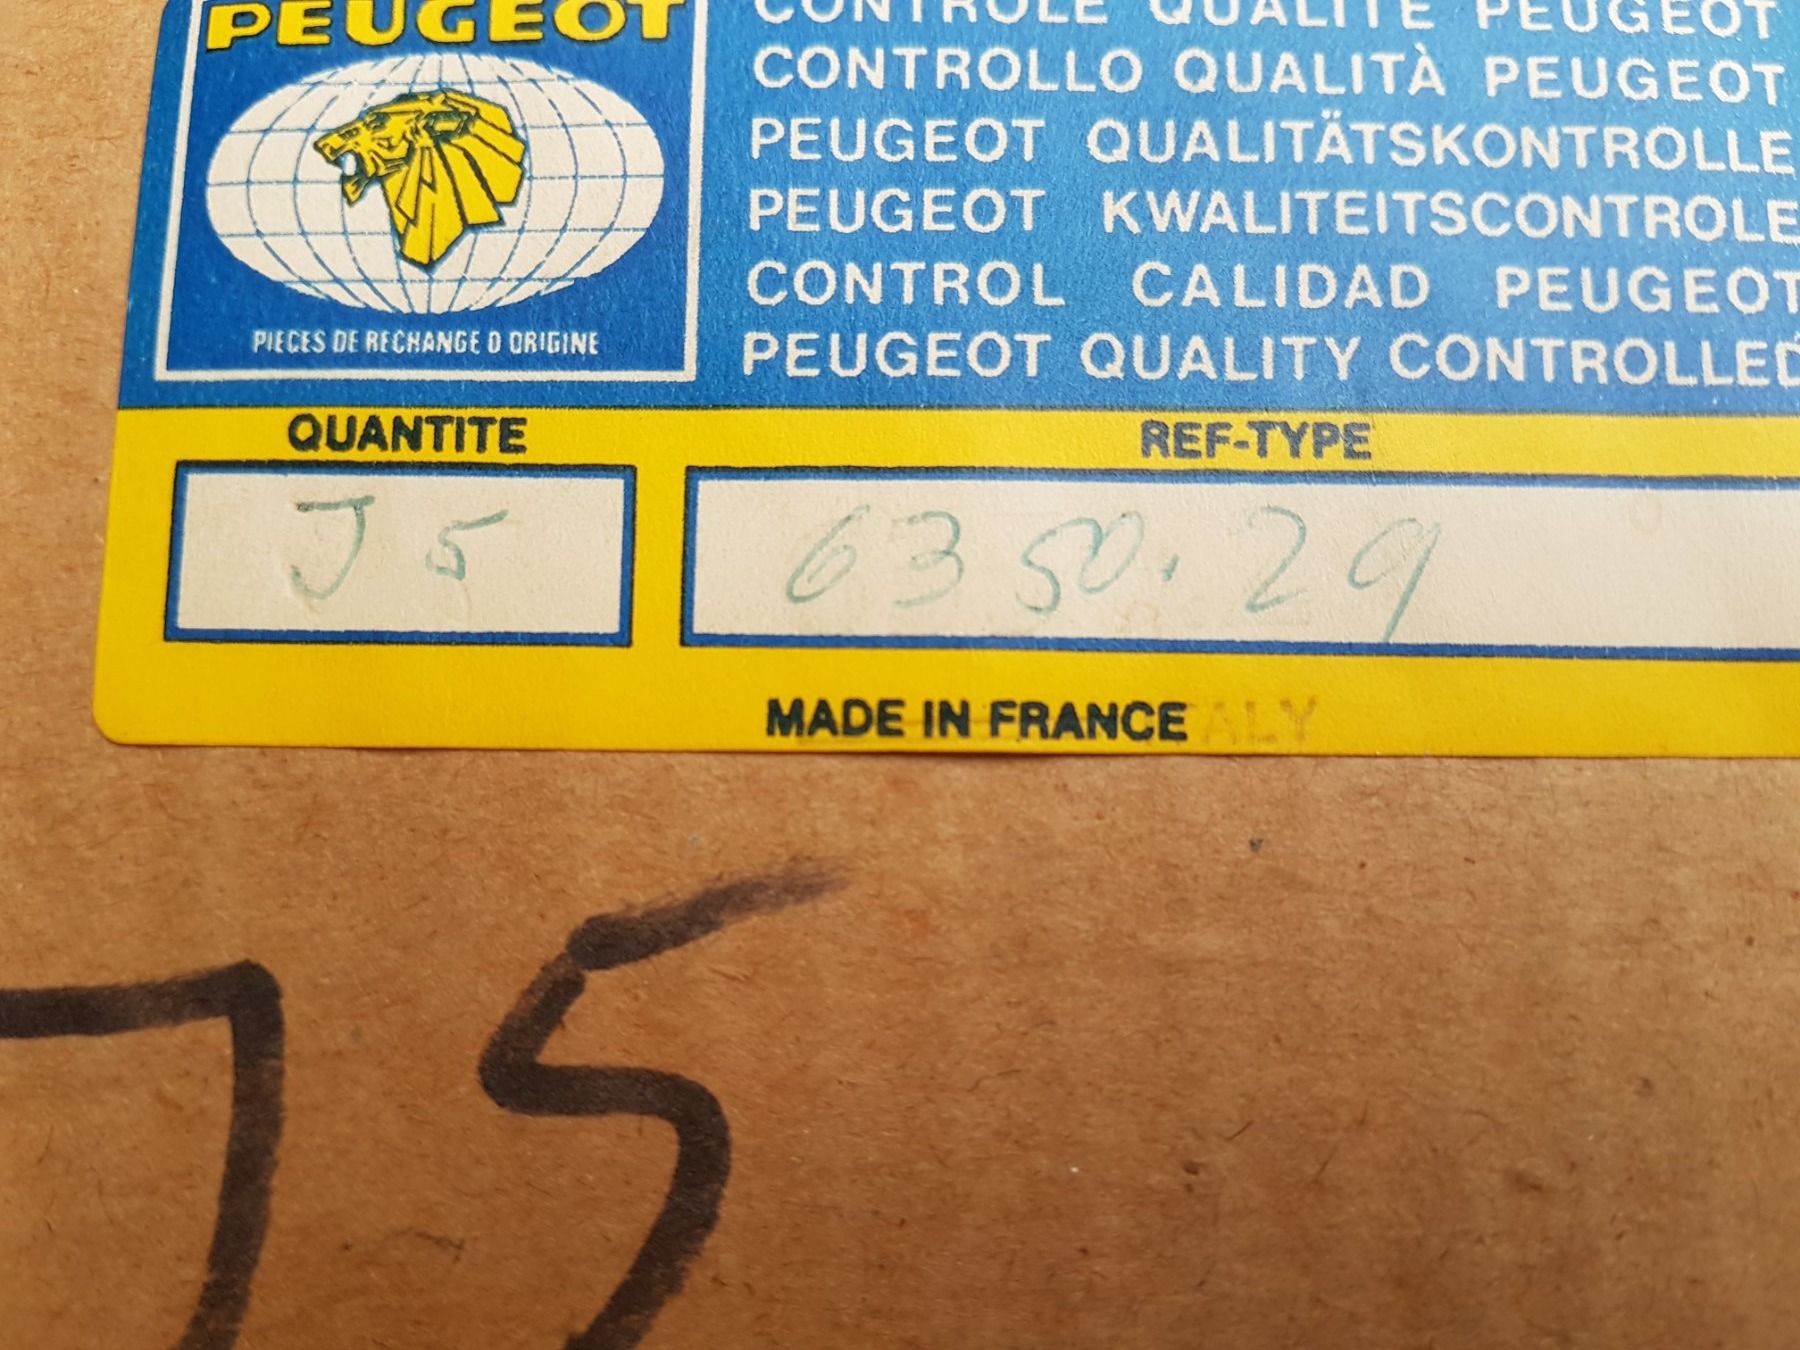 PEUGEOT
PIECES DE RECHANGE D ORIGINE
CONTROLE QUALITE PEUGEOT
CONTROLLO QUALITÀ PEUGEOT
PEUGEOT QUALITÄTSKONTROLLE
PEUGEOT KWALITEITSCONTROLE
CONTROL CALIDAD PEUGEOT
PEUGEOT QUALITY CONTROLLED
QUANTITE
J5
REF-TYPE
6350.29
MADE IN FRANCE
J5